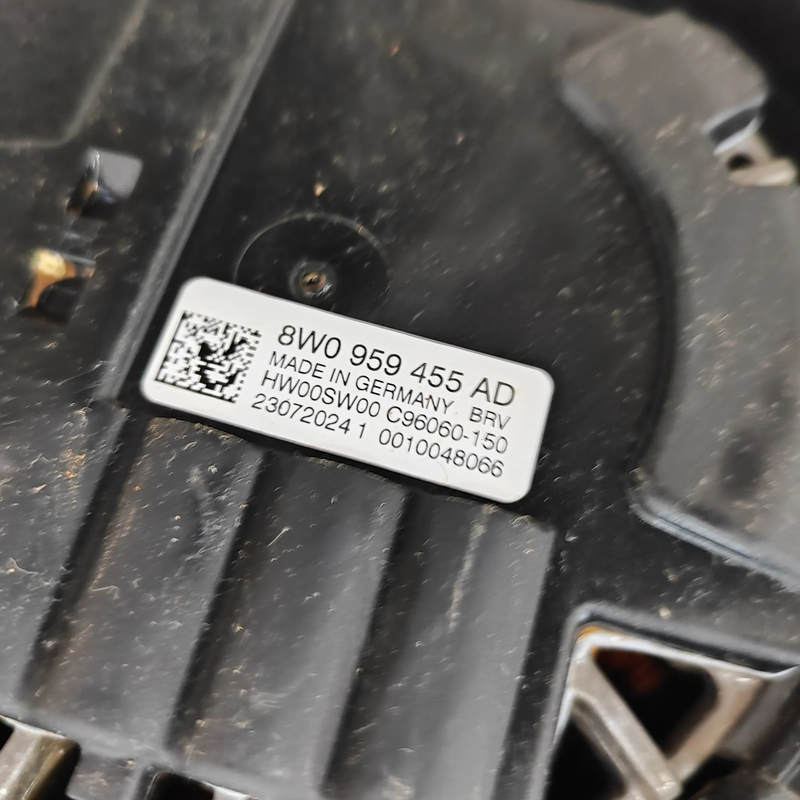 8W0 959 455 AD
MADE IN GERMANY BRV
HW00SW00 C96060-150
23072024 1 0010048066